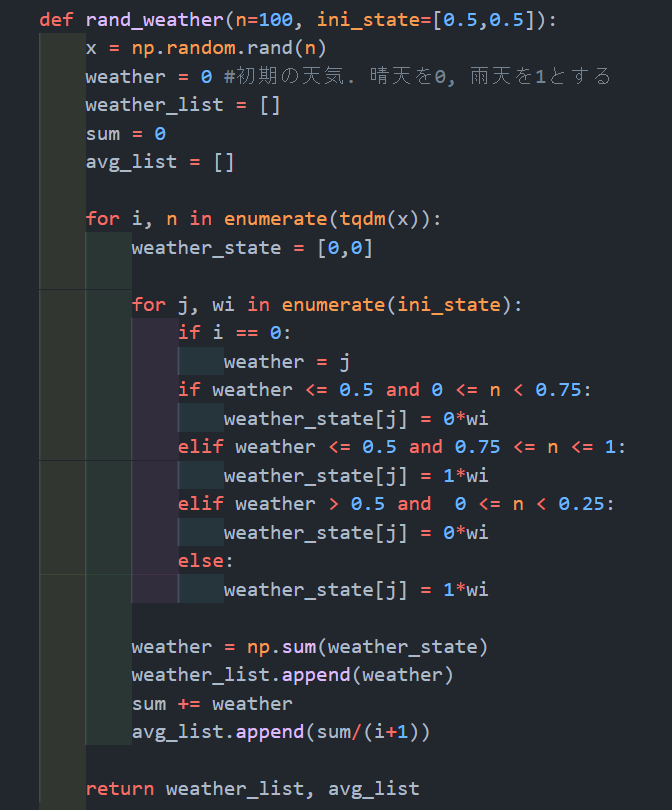 def rand_weather(n=100, ini_state=[0.5,0.5]):
x = np.random.rand(n)
weather = 0 #初期の天気. 晴天を0, 雨天を1とする
weather_list = []
sum = 0
avg_list = []
for i, n in enumerate(tqdm(x)):
weather_state = [0,0]
for j, wi in enumerate(ini_state):
if i == 0:
weather = j
if weather <= 0.5 and 0 <= n < 0.75:
weather_state[j] = 0*wi
elif weather <= 0.5 and 0.75 <= n <= 1:
weather_state[j] = 1*wi
elif weather > 0.5 and  0 <= n < 0.25:
weather_state[j] = 0*wi
else:
weather_state[j] = 1*wi
weather = np.sum(weather_state)
weather_list.append(weather)
sum += weather
avg_list.append(sum/(i+1))
return weather_list, avg_list